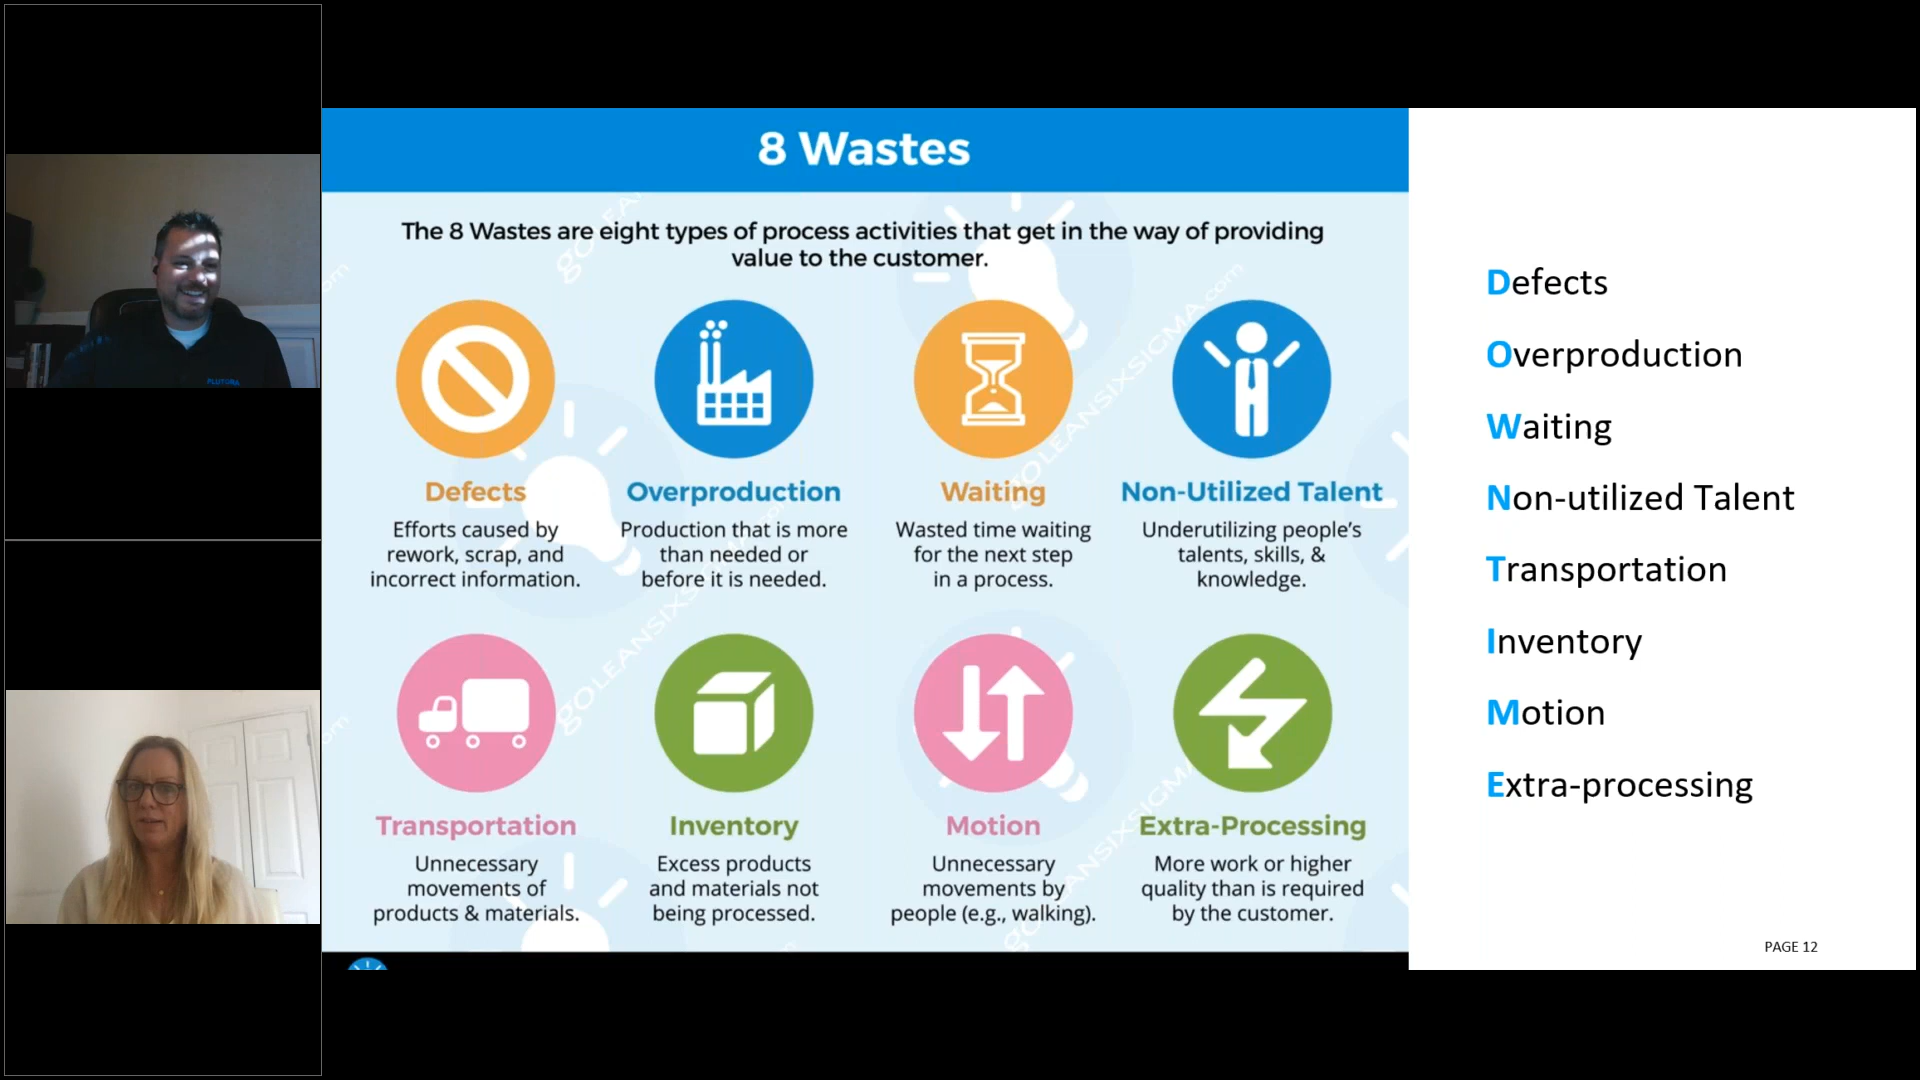 8 Wastes
The 8 Wastes are eight types of process activities that get in the way of providing
value to the customer.
Defects
Efforts caused by
rework, scrap, and
incorrect information.
Overproduction
Production that is more
than needed or
before it is needed.
Waiting
Wasted time waiting
for the next step
in a process.
Non-Utilized Talent
Underutilizing people's
talents, skills, &
knowledge.
Transportation
Unnecessary
movements of
products & materials.
Inventory
Excess products
and materials not
being processed.
Motion
Unnecessary
movements by
people (e.g., walking).
Extra-Processing
More work or higher
quality than is required
by the customer.
Defects
Overproduction
Waiting
Non-utilized Talent
Transportation
Inventory
Motion
Extra-processing
PAGE 12
PLUTORA
goLEANSIXSIGMA.com